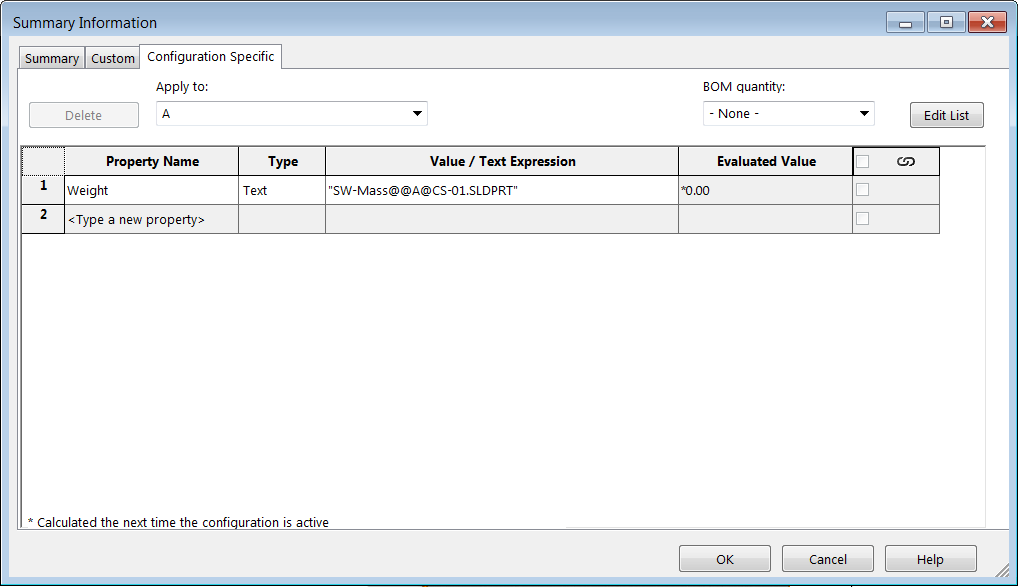 Summary Information
Summary Custom Configuration Specific
Apply to: BOM quantity:
Delete A - None - Edit List
Property Name Type Value / Text Expression Evaluated Value
1 Weight Text "SW-Mass@@A@CS-01.SLDPRT" *0.00
2 <Type a new property>
* Calculated the next time the configuration is active
OK Cancel Help